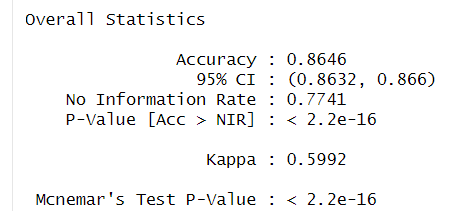 Overall Statistics
Accuracy : 0.8646
95% CI : (0.8632, 0.866)
No Information Rate : 0.7741
P-Value [Acc > NIR] : < 2.2e-16
Kappa : 0.5992
Mcnemar's Test P-Value : < 2.2e-16